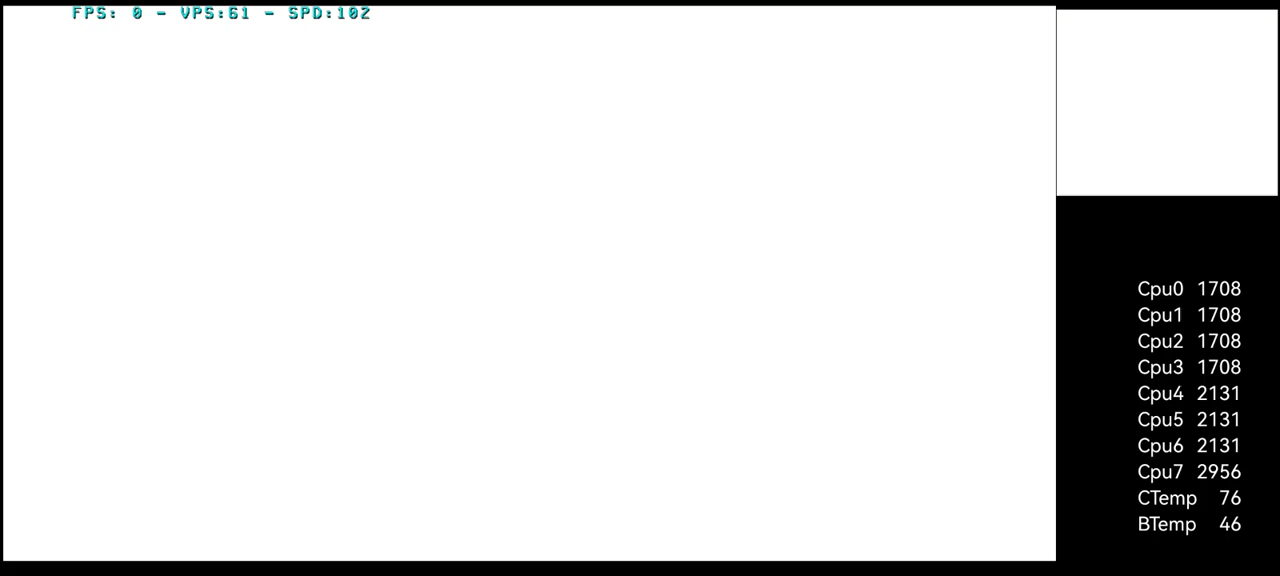 FPS: 0 - VPS:61 - SPD:102
Cpu0 1708
Cpu1 1708
Cpu2 1708
Cpu3 1708
Cpu4 2131
Cpu5 2131
Cpu6 2131
Cpu7 2956
CTemp 76
BTemp 46